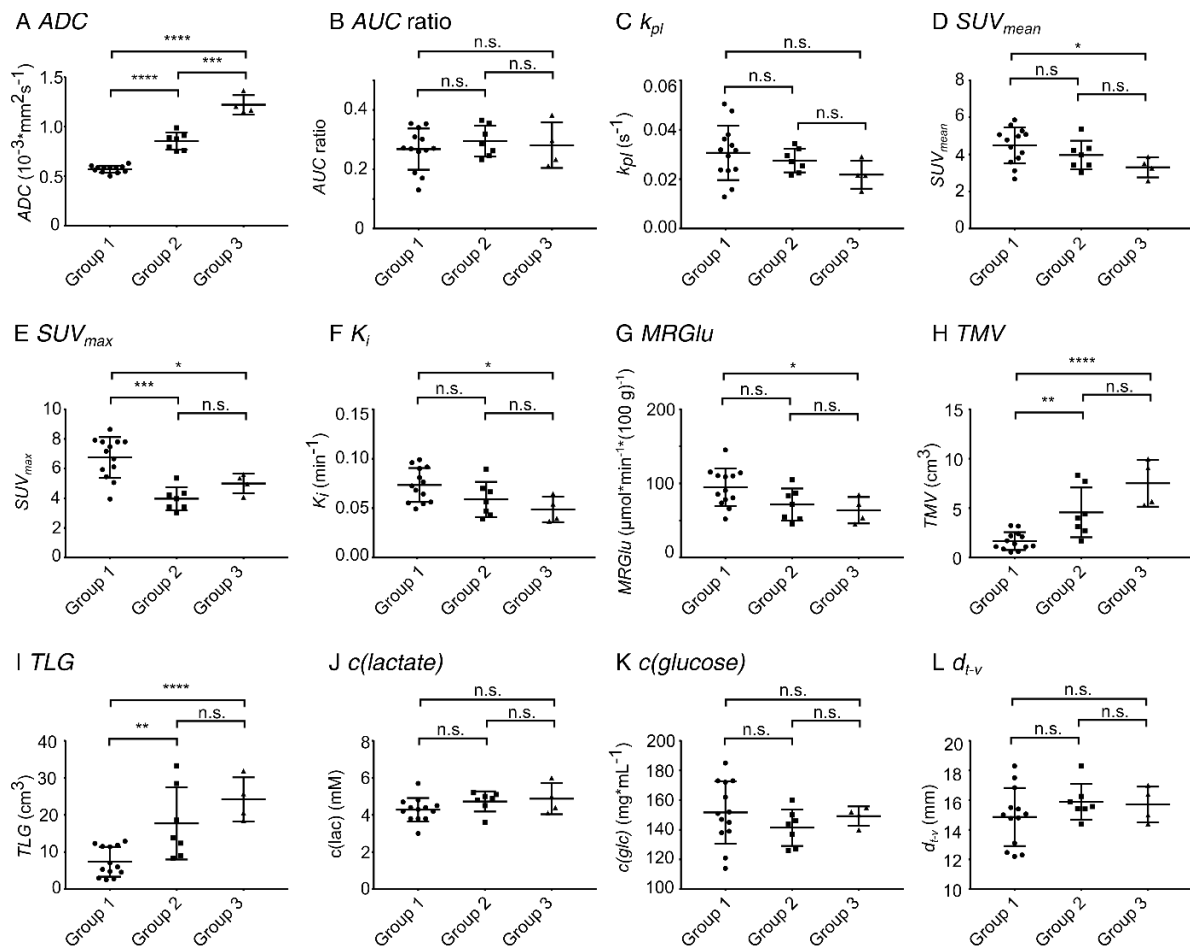 A ADC
****
****
***
ADC (10-3*mm2s-1)
1.5
1.0
0.5
0.0
Group 1
Group 2
Group 3
B AUC ratio
n.s.
n.s.
n.s.
AUC ratio
0.4
0.2
0
Group 1
Group 2
Group 3
C kpl
n.s.
n.s.
n.s.
kpl (s-1)
0.06
0.04
0.02
0.00
Group 1
Group 2
Group 3
D SUVmean
*
n.s
n.s.
SUVmean
8
6
4
2
0
Group 1
Group 2
Group 3
E SUVmax
*
***
n.s.
SUVmax
10
8
6
4
2
0
Group 1
Group 2
Group 3
F Ki
*
n.s.
n.s.
Ki (min-1)
0.15
0.10
0.05
0.00
Group 1
Group 2
Group 3
G MRGlu
*
n.s.
n.s.
MRGlu (µmol*min-1*(100 g)-1)
200
100
0
Group 1
Group 2
Group 3
H TMV
****
**
n.s.
TMV (cm3)
15
10
5
0
Group 1
Group 2
Group 3
I TLG
****
**
n.s.
TLG (cm3)
40
30
20
10
0
Group 1
Group 2
Group 3
J c(lactate)
n.s.
n.s.
n.s.
c(lac) (mM)
8
6
4
2
0
Group 1
Group 2
Group 3
K c(glucose)
n.s.
n.s.
n.s.
c(glc) (mg*mL-1)
200
180
160
140
120
100
Group 1
Group 2
Group 3
L dt-v
n.s.
n.s.
n.s.
dt-v (mm)
20
18
16
14
12
10
Group 1
Group 2
Group 3